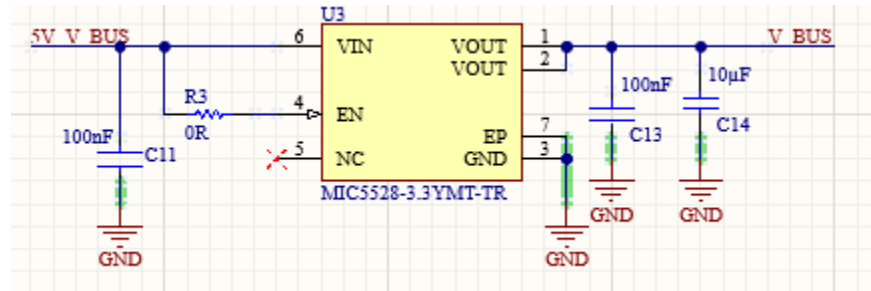 U3
5V_V_BUS
6
VIN
VOUT
1
V_BUS
VOUT
2
R3
4
EN
0R
100nF
C11
5
NC
EP
7
GND
3
100nF
C13
10µF
C14
MIC5528-3.3YMT-TR
GND
GND
GND
GND